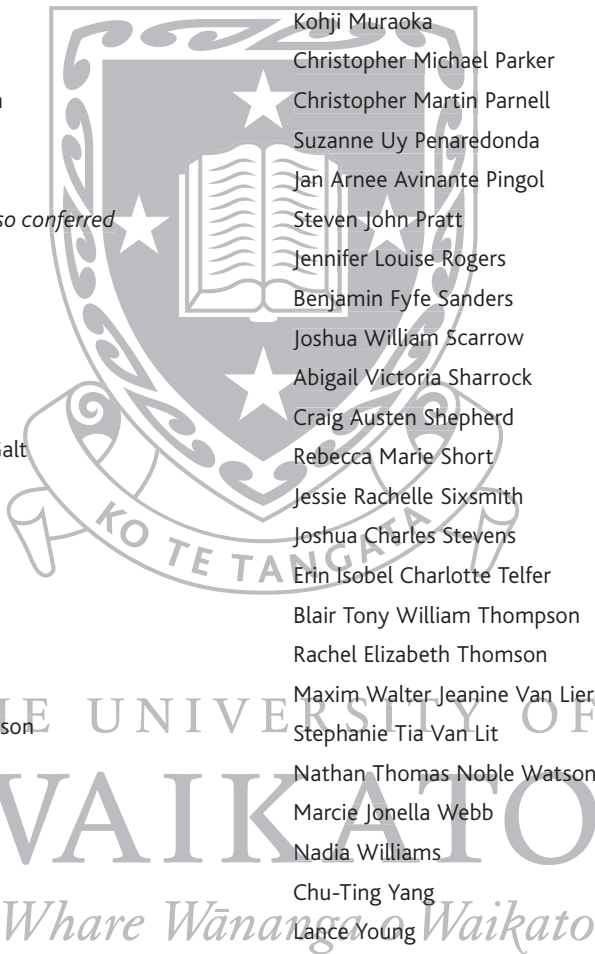 Kohji Muraoka
Christopher Michael Parker
Christopher Martin Parnell
Suzanne Uy Penaredonda
Jan Arnee Avinante Pingol
so conferred
Steven John Pratt
Jennifer Louise Rogers
Benjamin Fyfe Sanders
Joshua William Scarrow
Abigail Victoria Sharrock
Craig Austen Shepherd
Galt
Rebecca Marie Short
Jessie Rachelle Sixsmith
Joshua Charles Stevens
Erin Isobel Charlotte Telfer
Blair Tony William Thompson
Rachel Elizabeth Thomson
Maxim Walter Jeanine Van Lier
son
Stephanie Tia Van Lit
Nathan Thomas Noble Watson
Marcie Jonella Webb
Nadia Williams
Chu-Ting Yang
Lance Young
KO TE TANGATA
UNIVERSITY OF
WAIKATO
Whare Wānanga o Waikato